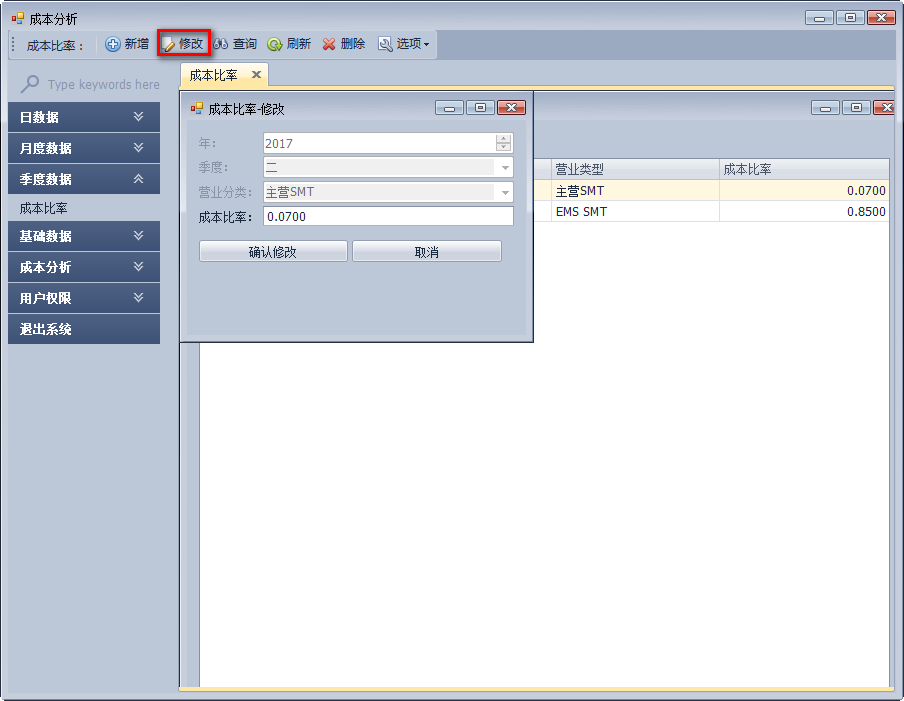 成本分析
成本比率： 新增 修改 查询 刷新 删除 选项
Type keywords here
成本比率
日数据
月度数据
季度数据
成本比率
基础数据
成本分析
用户权限
退出系统
成本比率-修改
年: 2017
季度: 二
营业分类: 主营SMT
成本比率: 0.0700
确认修改 取消
营业类型 成本比率
主营SMT 0.0700
EMS SMT 0.8500